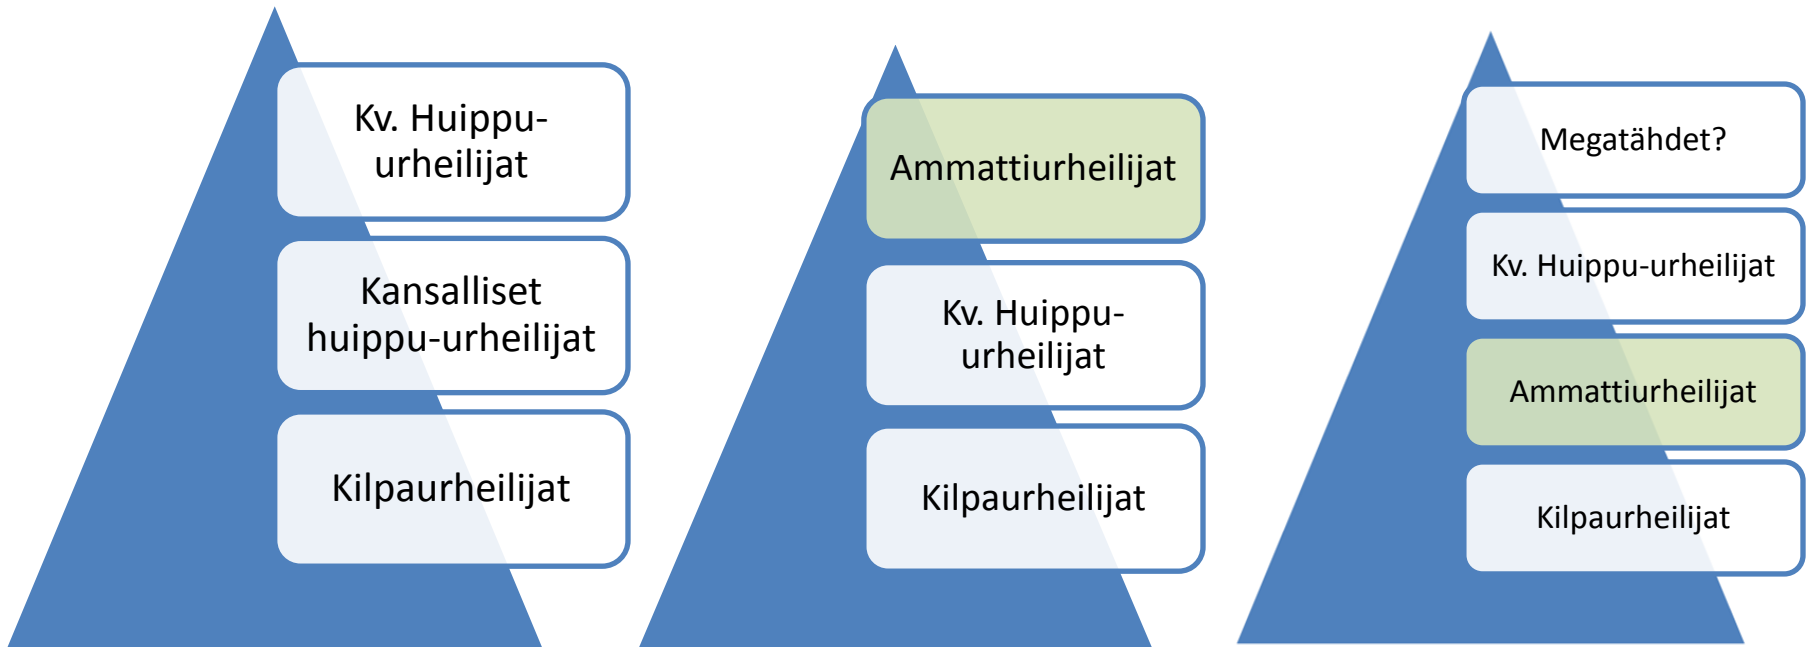 Kv. Huippu-
urheilijat
Kansalliset
huippu-urheilijat
Kilpaurheilijat
Ammattiurheilijat
Kv. Huippu-
urheilijat
Kilpaurheilijat
Megatähdet?
Kv. Huippu-urheilijat
Ammattiurheilijat
Kilpaurheilijat